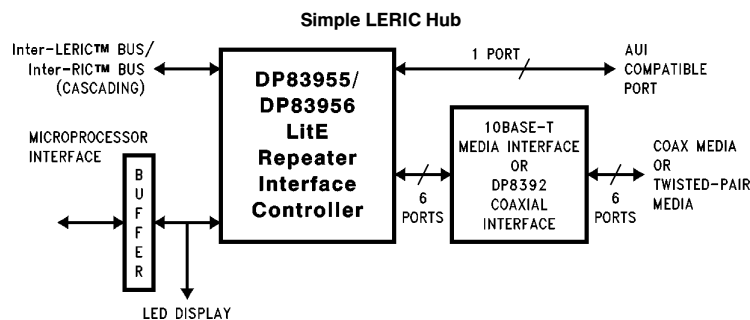 Simple LERIC Hub
Inter-LERIC™ BUS/
Inter-RIC™ BUS
(CASCADING)
DP83955/
DP83956
LitE
Repeater
Interface
Controller
1 PORT
AUI
COMPATIBLE
PORT
MICROPROCESSOR
INTERFACE
BUFFER
LED DISPLAY
6
PORTS
10BASE-T
MEDIA INTERFACE
OR
DP8392
COAXIAL
INTERFACE
6
PORTS
COAX MEDIA
OR
TWISTED-PAIR
MEDIA